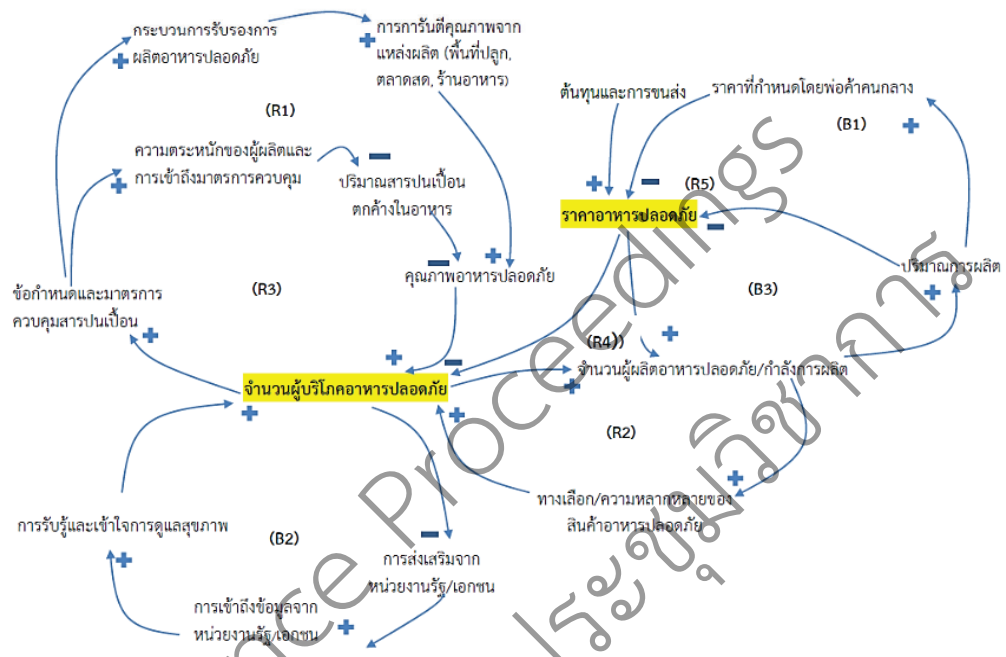 กระบวนการรับรองการ
ผลิตอาหารปลอดภัย
การการันตีคุณภาพจาก
แหล่งผลิต (พื้นที่ปลูก,
ตลาดสด, ร้านอาหาร)
ต้นทุนและการขนส่ง
ราคาที่กำหนดโดยพ่อค้าคนกลาง
(R1)
(B1)
ความตระหนักของผู้ผลิตและ
การเข้าถึงมาตรการควบคุม
ปริมาณสารปนเปื้อน
ตกค้างในอาหาร
(R5)
ราคาอาหารปลอดภัย
คุณภาพอาหารปลอดภัย
ปริมาณการผลิต
ข้อกำหนดและมาตรการ
ควบคุมสารปนเปื้อน
(R3)
(B3)
(R4))
จำนวนผู้ผลิตอาหารปลอดภัย/กำลังการผลิต
จำนวนผู้บริโภคอาหารปลอดภัย
(R2)
ทางเลือก/ความหลากหลายของ
สินค้าอาหารปลอดภัย
การรับรู้และเข้าใจการดูแลสุขภาพ
(B2)
การส่งเสริมจาก
หน่วยงานรัฐ/เอกชน
การเข้าถึงข้อมูลจาก
หน่วยงานรัฐ/เอกชน
ence Proceedings
ประชุมวิชาการ